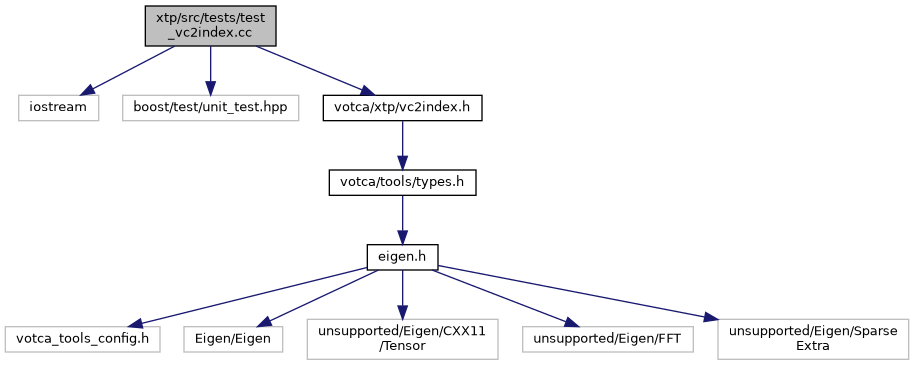 xtp/src/tests/test
_vc2index.cc
iostream
boost/test/unit_test.hpp
votca/xtp/vc2index.h
votca/tools/types.h
eigen.h
votca_tools_config.h
Eigen/Eigen
unsupported/Eigen/CXX11
/Tensor
unsupported/Eigen/FFT
unsupported/Eigen/Sparse
Extra